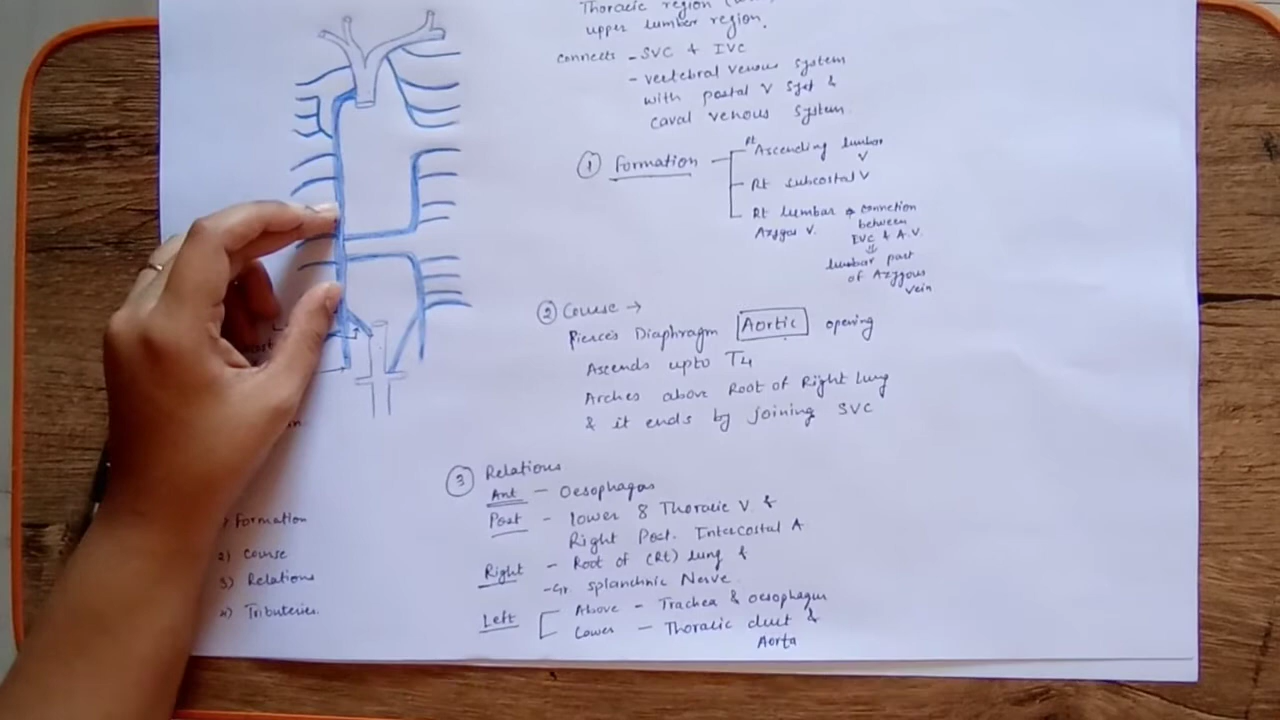 Thoracic region
upper lumbar region.
connects - SVC & IVC
- vertebral venous system
with postal V syst &
caval venous system.
① Formation
Rt Ascending lumbar
V
Rt subcostal V
Rt lumbar
Azygos V.
connection
between
IVC & A.V.
lumbar part
of Azygous
vein
② Course →
Pierces Diaphragm Aortic opening
Ascends upto T4
Arches above Root of Right lung
& it ends by joining SVC
③ Relations
Ant - Oesophagas
Post - lower 8 Thoracic V &
Right Post. Intercostal A
Right - Root of (Rt) lung &
- Gr. splanchnic Nerve
Left Above - Trachea & oesophagus
Lower - Thoracic duct &
Aorta
Formation
2) Course
3) Relations
4) Tributeries.